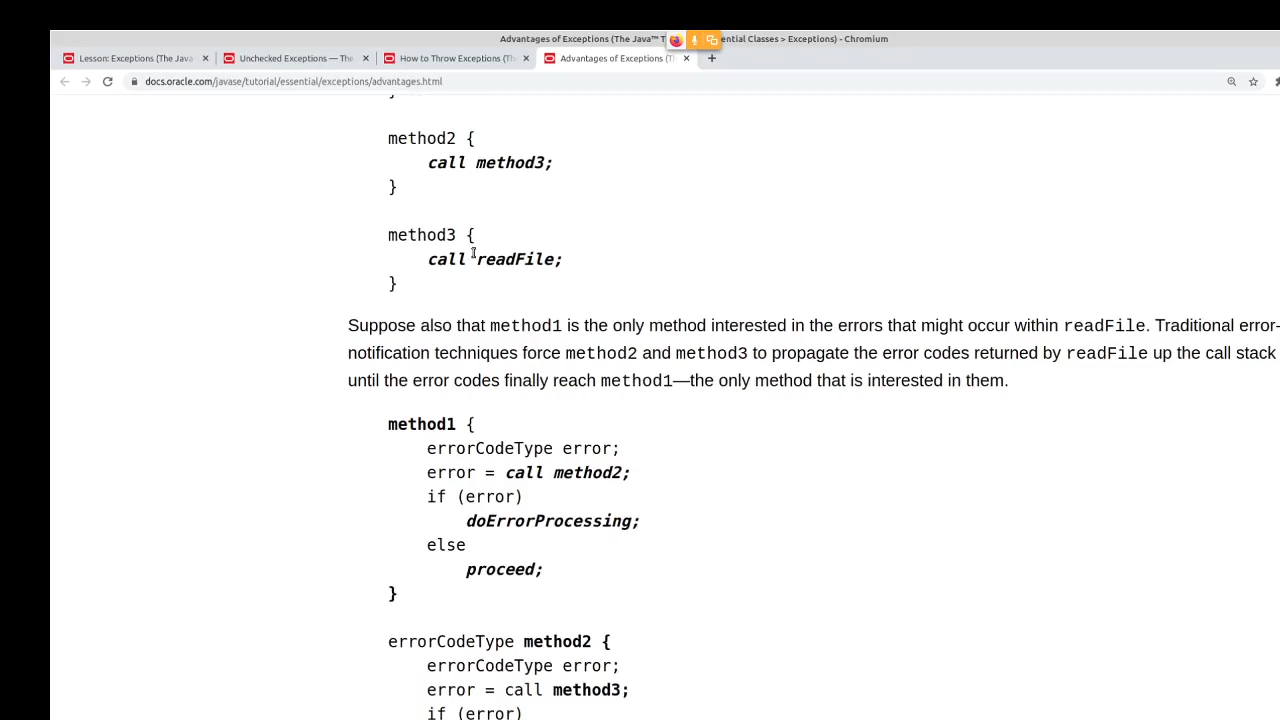 Advantages of Exceptions (The Java™ T ential Classes > Exceptions) - Chromium
Lesson: Exceptions (The Java
Unchecked Exceptions — The
How to Throw Exceptions (Th
Advantages of Exceptions (T
docs.oracle.com/javase/tutorial/essential/exceptions/advantages.html
}
method2 {
call method3;
}
method3 {
call readFile;
}
Suppose also that method1 is the only method interested in the errors that might occur within readFile. Traditional error-
notification techniques force method2 and method3 to propagate the error codes returned by readFile up the call stack
until the error codes finally reach method1—the only method that is interested in them.
method1 {
errorCodeType error;
error = call method2;
if (error)
doErrorProcessing;
else
proceed;
}
errorCodeType method2 {
errorCodeType error;
error = call method3;
if (error)